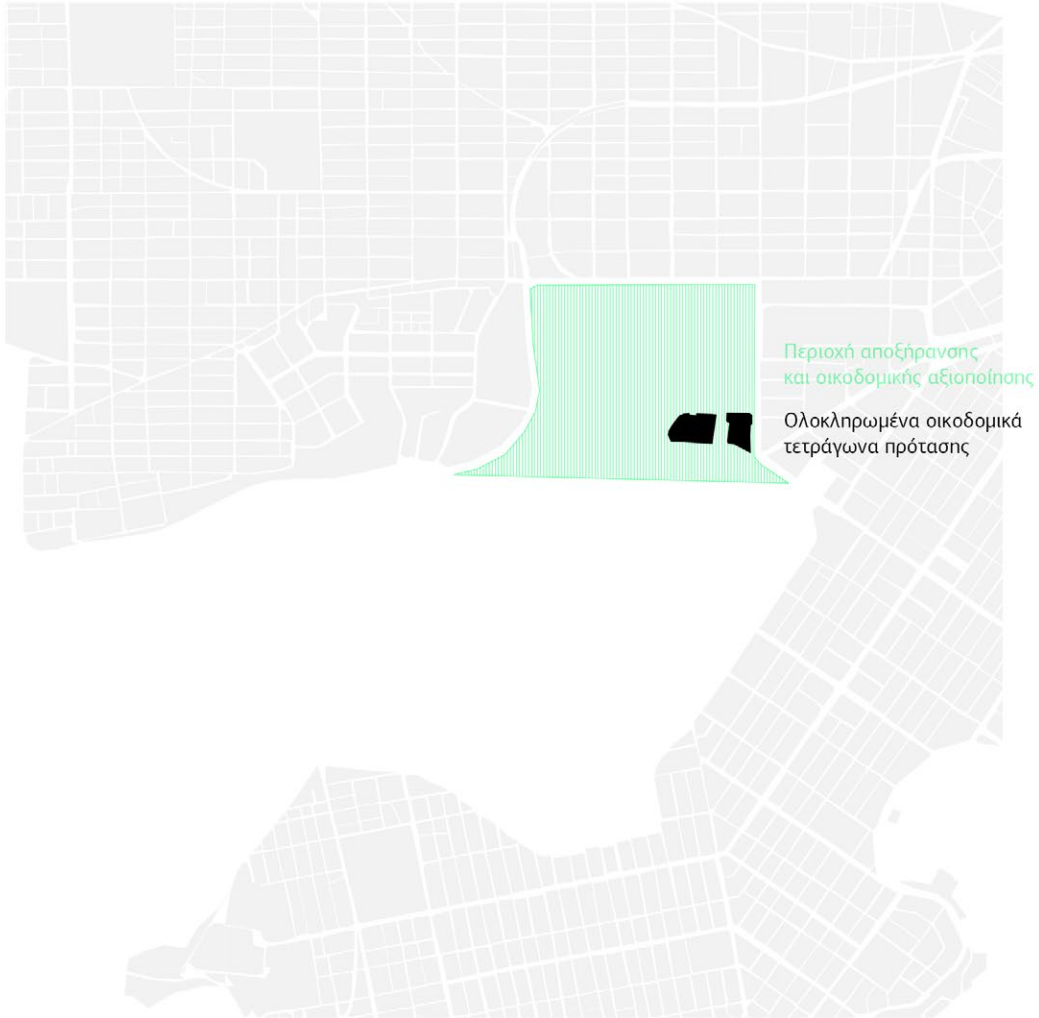 Περιοχή αποξήρανσης
και οικοδομικής αξιοποίησης
Ολοκληρωμένα οικοδομικά
τετράγωνα πρότασης